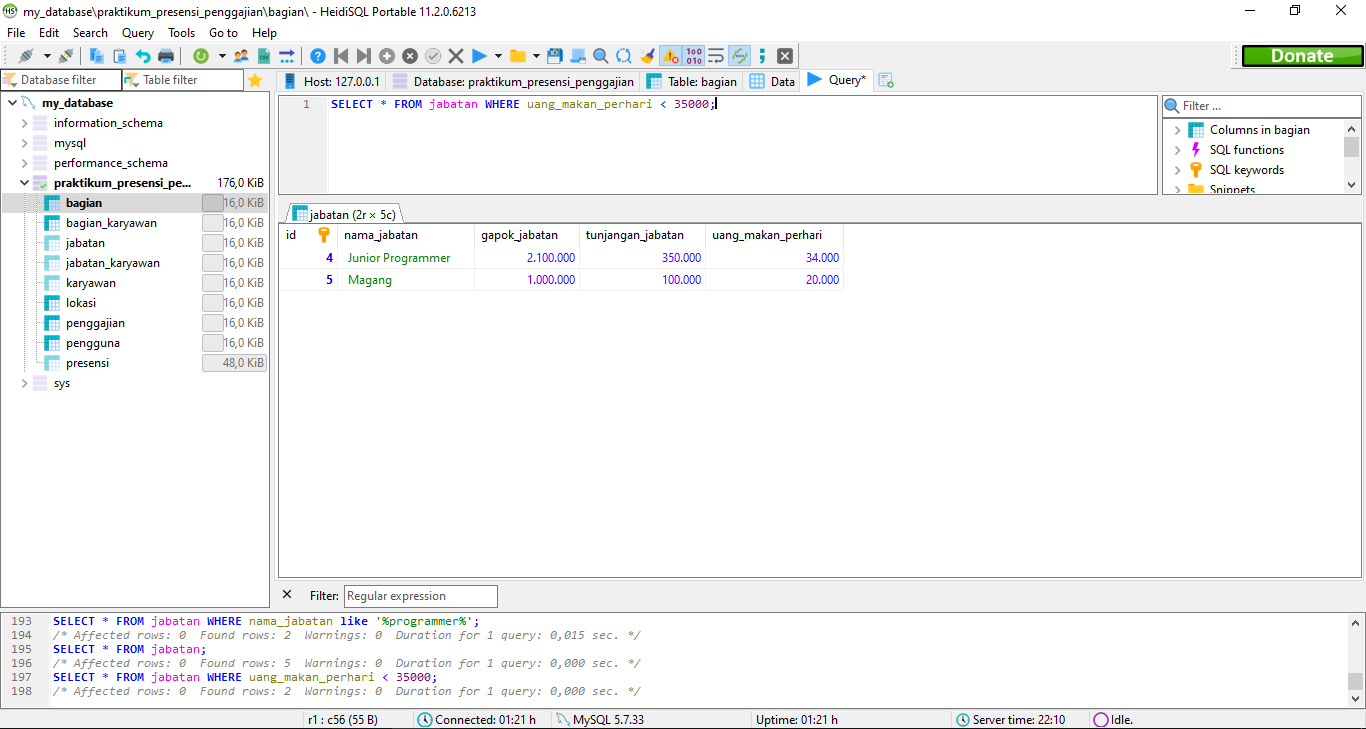 my_database\praktikum_presensi_penggajian\bagian\ - HeidiSQL Portable 11.2.0.6213
File Edit Search Query Tools Go to Help
Donate
Database filter Table filter
Host: 127.0.0.1 Database: praktikum_presensi_penggajian Table: bagian Data Query*
my_database
information_schema
mysql
performance_schema
praktikum_presensi_pe... 176,0 KiB
bagian 16,0 KiB
bagian_karyawan 16,0 KiB
jabatan 16,0 KiB
jabatan_karyawan 16,0 KiB
karyawan 16,0 KiB
lokasi 16,0 KiB
penggajian 16,0 KiB
pengguna 16,0 KiB
presensi 48,0 KiB
sys
1 SELECT * FROM jabatan WHERE uang_makan_perhari < 35000;
Filter ...
Columns in bagian
SQL functions
SQL keywords
Snippets
jabatan (2r × 5c)
id nama_jabatan gapok_jabatan tunjangan_jabatan uang_makan_perhari
4 Junior Programmer 2.100.000 350.000 34.000
5 Magang 1.000.000 100.000 20.000
Filter: Regular expression
193 SELECT * FROM jabatan WHERE nama_jabatan like '%programmer%';
194 /* Affected rows: 0 Found rows: 2 Warnings: 0 Duration for 1 query: 0,015 sec. */
195 SELECT * FROM jabatan;
196 /* Affected rows: 0 Found rows: 5 Warnings: 0 Duration for 1 query: 0,000 sec. */
197 SELECT * FROM jabatan WHERE uang_makan_perhari < 35000;
198 /* Affected rows: 0 Found rows: 2 Warnings: 0 Duration for 1 query: 0,000 sec. */
r1 : c56 (55 B) Connected: 01:21 h MySQL 5.7.33 Uptime: 01:21 h Server time: 22:10 Idle.